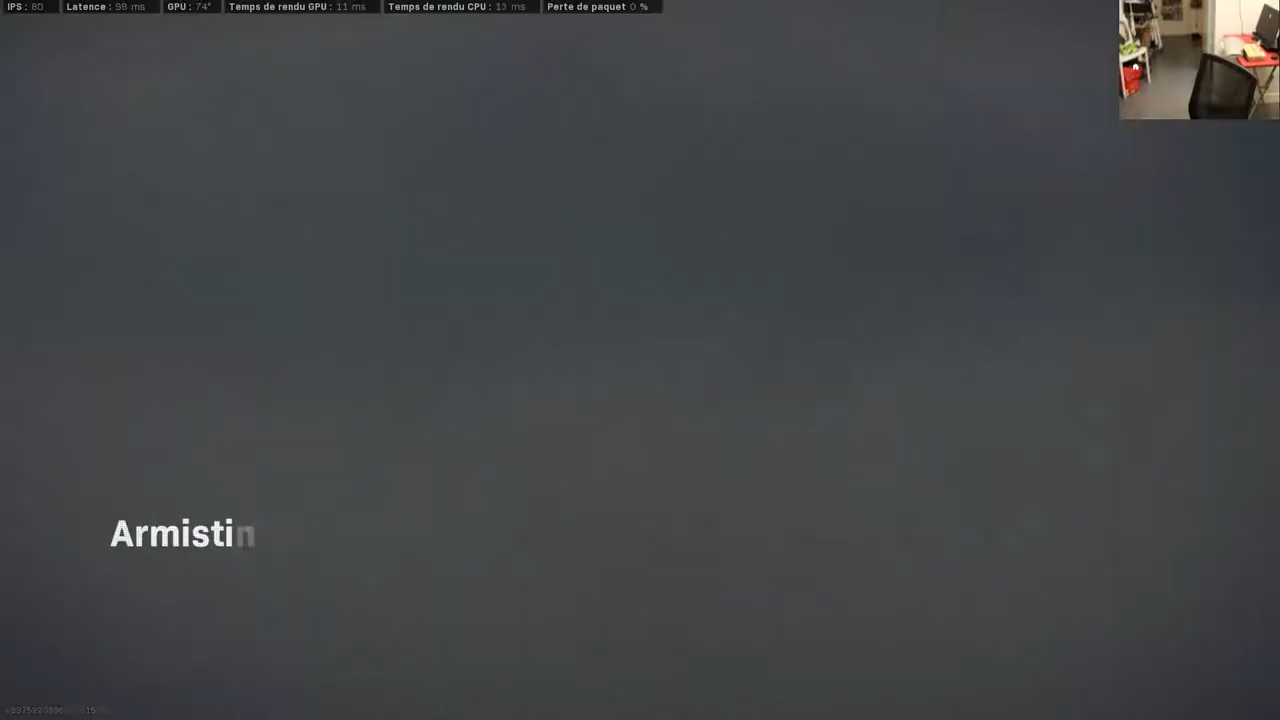 IPS : 80 Latence : 98 ms GPU : 74° Temps de rendu GPU : 11 ms Temps de rendu CPU : 13 ms Perte de paquet 0 %
Armistin